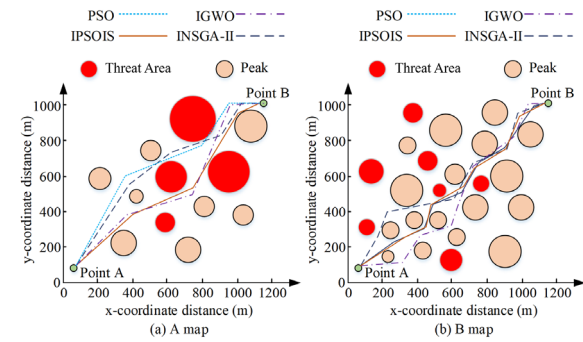 PSO
IGWO
IPSOIS
INSGA-II
Threat Area
Peak
Point B
1000
800
600
400
200
0
y-coordinate distance (m)
Point A
200 400 600 800 1000 1200
x-coordinate distance (m)
(a) A map
PSO
IGWO
IPSOIS
INSGA-II
Threat Area
Peak
Point B
1000
800
600
400
200
0
y-coordinate distance (m)
Point A
200 400 600 800 1000 1200
x-coordinate distance (m)
(b) B map